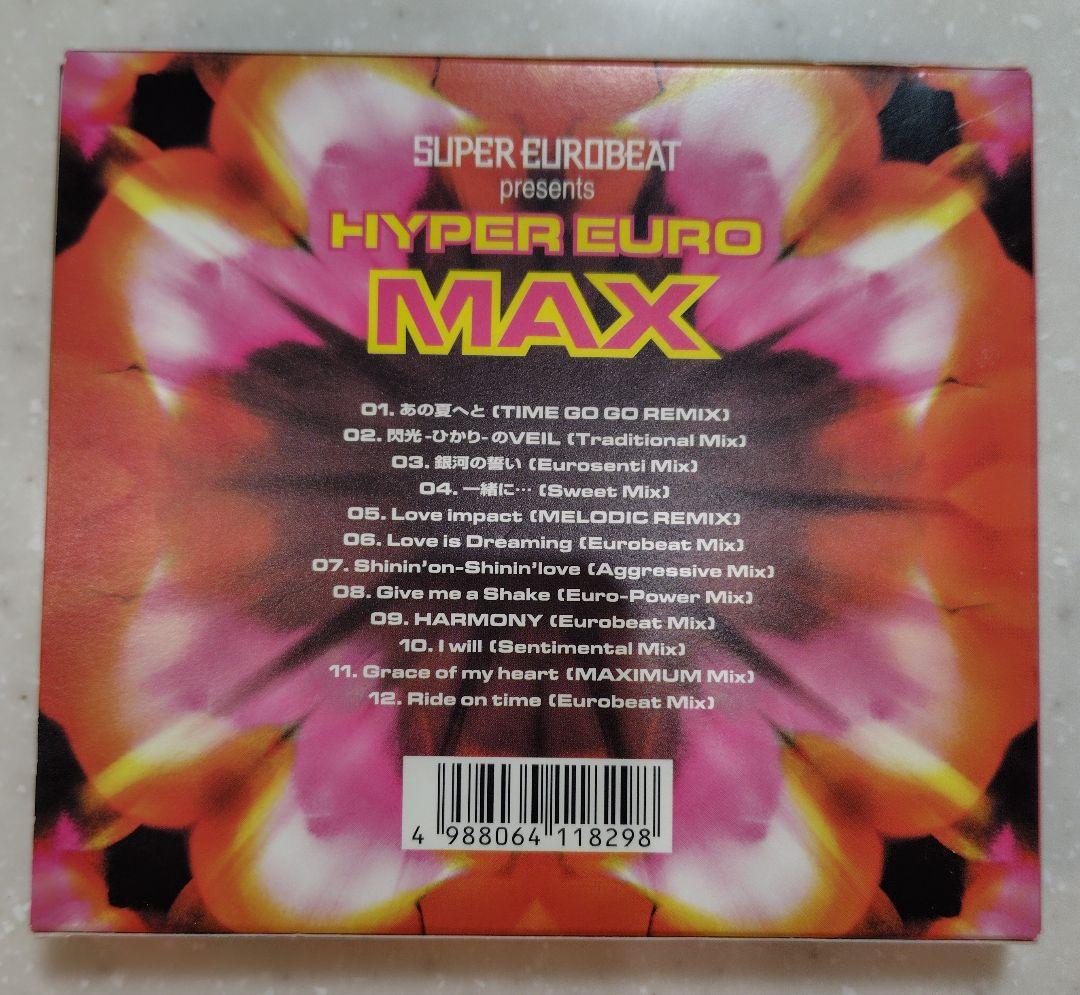 SUPER EUROBEAT
presents
HYPER EURO
MAX
01. あの夏へと (TIME GO GO REMIX)
02. 閃光-ひかり-のVEIL (Traditional Mix)
03. 銀河の誓い (Eurosenti Mix)
04. 一緒に… (Sweet Mix)
05. Love impact (MELODIC REMIX)
06. Love is Dreaming (Eurobeat Mix)
07. Shinin'on-Shinin'love (Aggressive Mix)
08. Give me a Shake (Euro-Power Mix)
09. HARMONY (Eurobeat Mix)
10. I will (Sentimental Mix)
11. Grace of my heart (MAXIMUM Mix)
12. Ride on time (Eurobeat Mix)
4 988064 118298